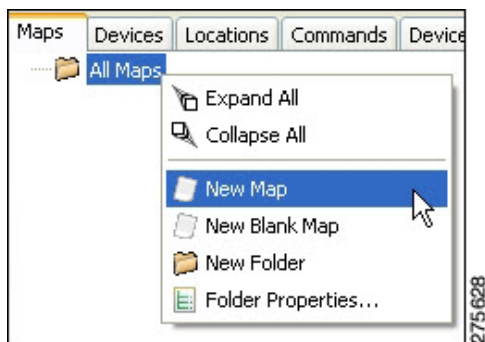 Maps Devices Locations Commands Device
All Maps
Expand All
Collapse All
New Map
New Blank Map
New Folder
Folder Properties...
275628